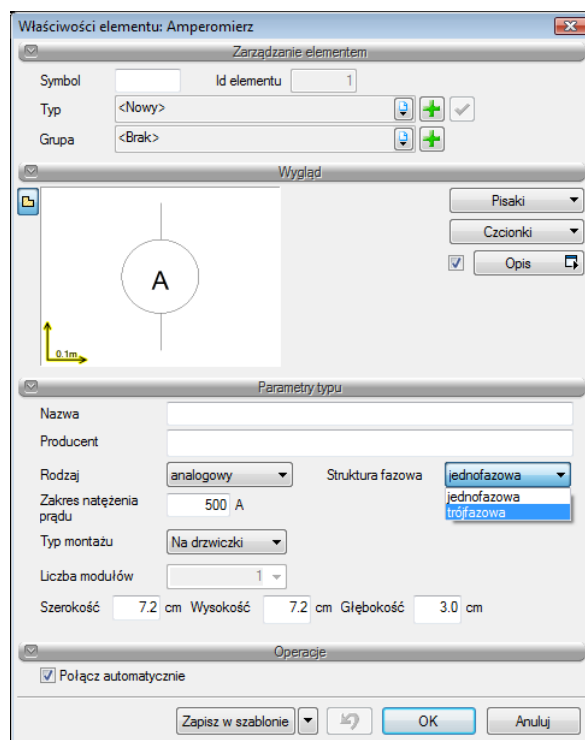 Właściwości elementu: Amperomierz
Zarządzanie elementem
Symbol Id elementu 1
Typ <Nowy>
Grupa <Brak>
Wygląd
A
0.1m
Pisaki
Czcionki
Opis
Parametry typu
Nazwa
Producent
Rodzaj analogowy Struktura fazowa jednofazowa
jednofazowa
trójfazowa
Zakres natężenia
prądu 500 A
Typ montażu Na drzwiczki
Liczba modułów 1
Szerokość 7.2 cm Wysokość 7.2 cm Głębokość 3.0 cm
Operacje
Połącz automatycznie
Zapisz w szablonie OK Anuluj